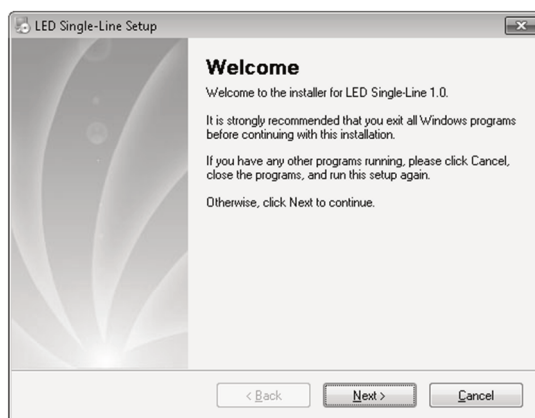 LED Single-Line Setup
Welcome
Welcome to the installer for LED Single-Line 1.0.
It is strongly recommended that you exit all Windows programs
before continuing with this installation.
If you have any other programs running, please click Cancel,
close the programs, and run this setup again.
Otherwise, click Next to continue.
< Back
Next >
Cancel